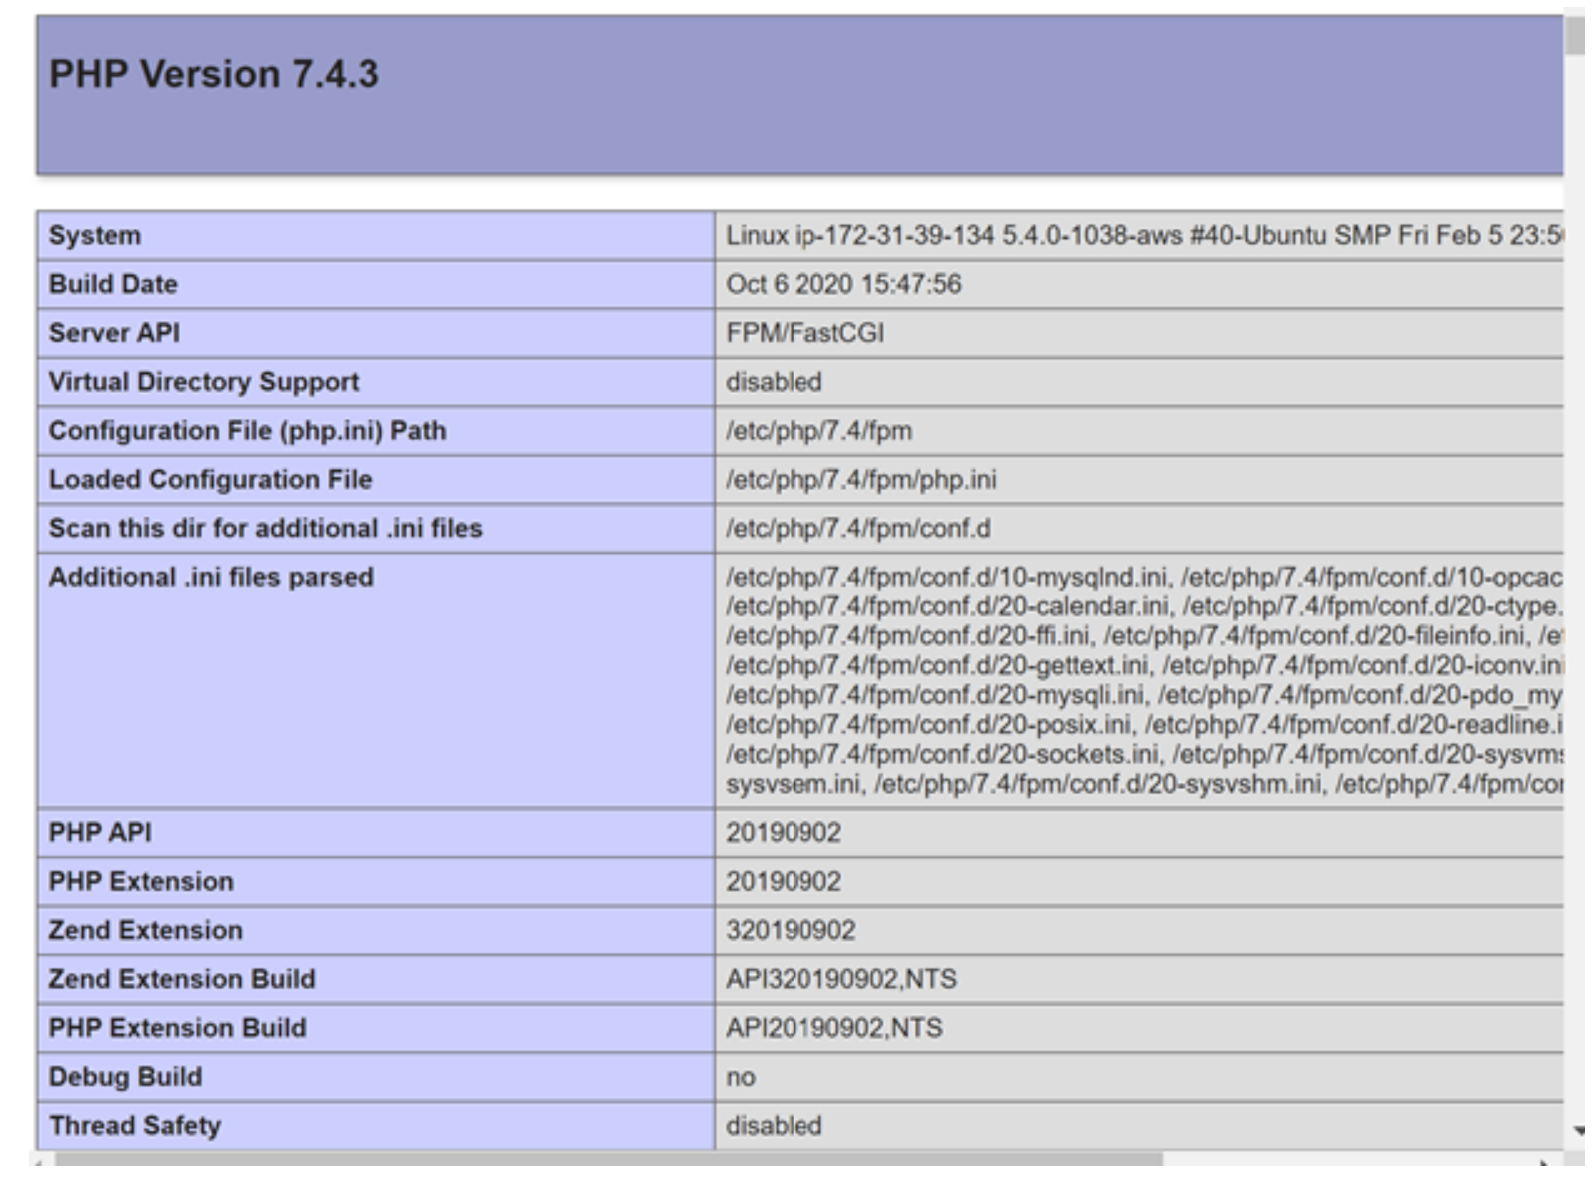 PHP Version 7.4.3
System Linux ip-172-31-39-134 5.4.0-1038-aws #40-Ubuntu SMP Fri Feb 5 23:5
Build Date Oct 6 2020 15:47:56
Server API FPM/FastCGI
Virtual Directory Support disabled
Configuration File (php.ini) Path /etc/php/7.4/fpm
Loaded Configuration File /etc/php/7.4/fpm/php.ini
Scan this dir for additional .ini files /etc/php/7.4/fpm/conf.d
Additional .ini files parsed /etc/php/7.4/fpm/conf.d/10-mysqlnd.ini, /etc/php/7.4/fpm/conf.d/10-opcac
/etc/php/7.4/fpm/conf.d/20-calendar.ini, /etc/php/7.4/fpm/conf.d/20-ctype.
/etc/php/7.4/fpm/conf.d/20-ffi.ini, /etc/php/7.4/fpm/conf.d/20-fileinfo.ini, /e
/etc/php/7.4/fpm/conf.d/20-gettext.ini, /etc/php/7.4/fpm/conf.d/20-iconv.ini
/etc/php/7.4/fpm/conf.d/20-mysqli.ini, /etc/php/7.4/fpm/conf.d/20-pdo_my
/etc/php/7.4/fpm/conf.d/20-posix.ini, /etc/php/7.4/fpm/conf.d/20-readline.i
/etc/php/7.4/fpm/conf.d/20-sockets.ini, /etc/php/7.4/fpm/conf.d/20-sysvm
sysvsem.ini, /etc/php/7.4/fpm/conf.d/20-sysvshm.ini, /etc/php/7.4/fpm/co
PHP API 20190902
PHP Extension 20190902
Zend Extension 320190902
Zend Extension Build API320190902,NTS
PHP Extension Build API20190902,NTS
Debug Build no
Thread Safety disabled